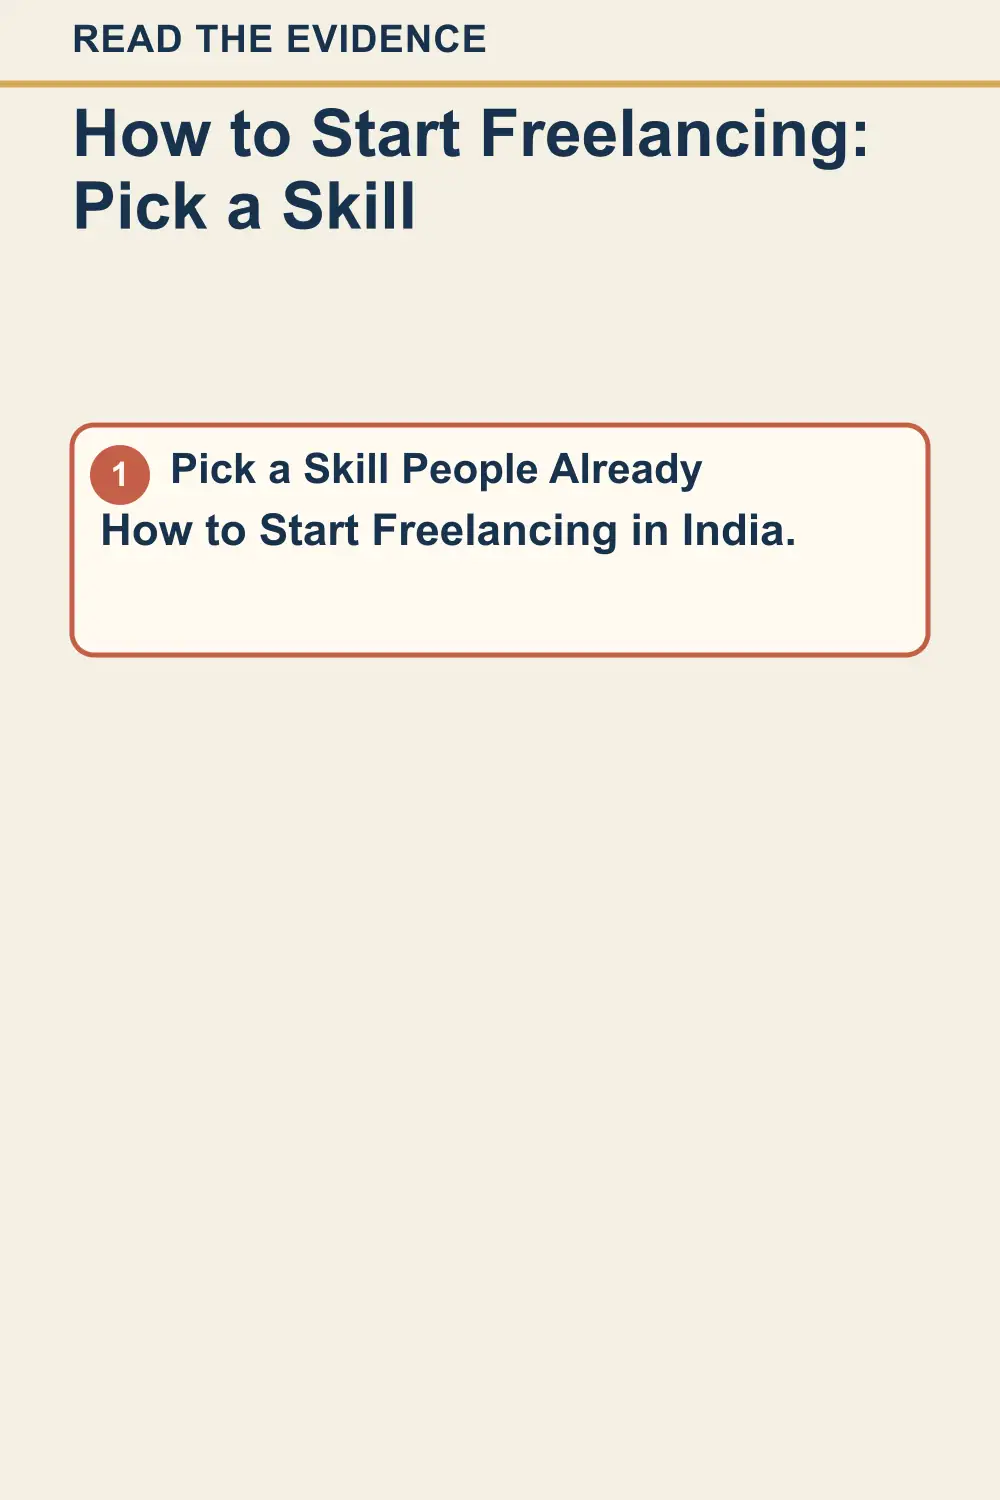 READ THE EVIDENCE
How to Start Freelancing:
Pick a Skill
1 Pick a Skill People Already
How to Start Freelancing in India.